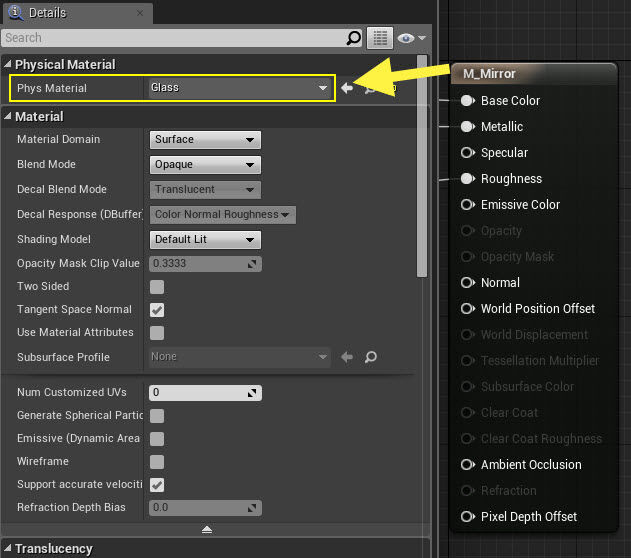 Details
Search
Physical Material
Phys Material
Glass
Material
Material Domain
Surface
Blend Mode
Opaque
Decal Blend Mode
Translucent
Decal Response (DBuffer
Color Normal Roughness
Shading Model
Default Lit
Opacity Mask Clip Value
0.3333
Two Sided
Tangent Space Normal
Use Material Attributes
Subsurface Profile
None
Num Customized UVs
0
Generate Spherical Partic
Emissive (Dynamic Area
Wireframe
Support accurate velociti
Refraction Depth Bias
0.0
Translucency
M_Mirror
Base Color
Metallic
Specular
Roughness
Emissive Color
Opacity
Opacity Mask
Normal
World Position Offset
World Displacement
Tessellation Multiplier
Subsurface Color
Clear Coat
Clear Coat Roughness
Ambient Occlusion
Refraction
Pixel Depth Offset